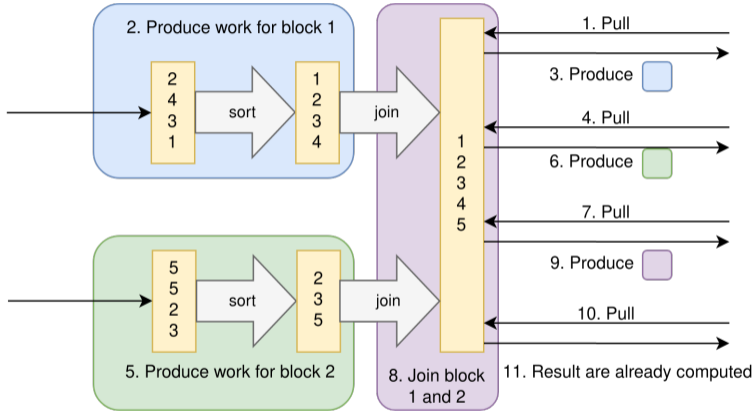 2. Produce work for block 1
2
4
3
1
sort
1
2
3
4
join
5. Produce work for block 2
5
5
2
3
sort
2
3
5
join
1
2
3
4
5
8. Join block
1 and 2
1. Pull
3. Produce
4. Pull
6. Produce
7. Pull
9. Produce
10. Pull
11. Result are already computed